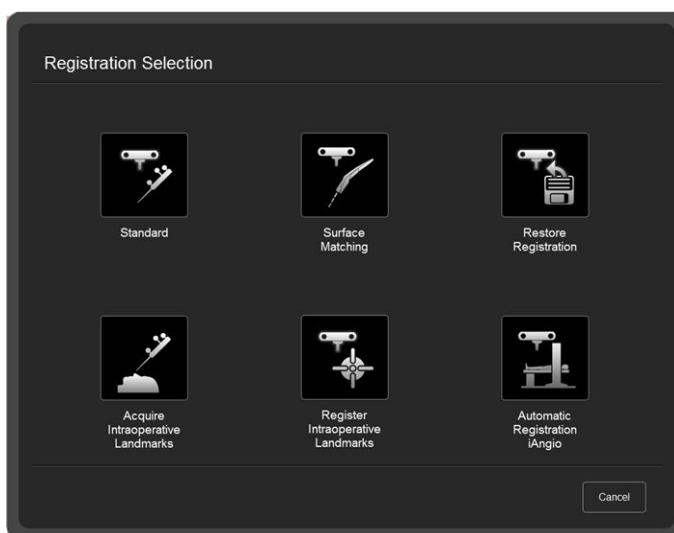 Registration Selection
Standard
Surface
Matching
Restore
Registration
Acquire
Intraoperative
Landmarks
Register
Intraoperative
Landmarks
Automatic
Registration
iAngio
Cancel